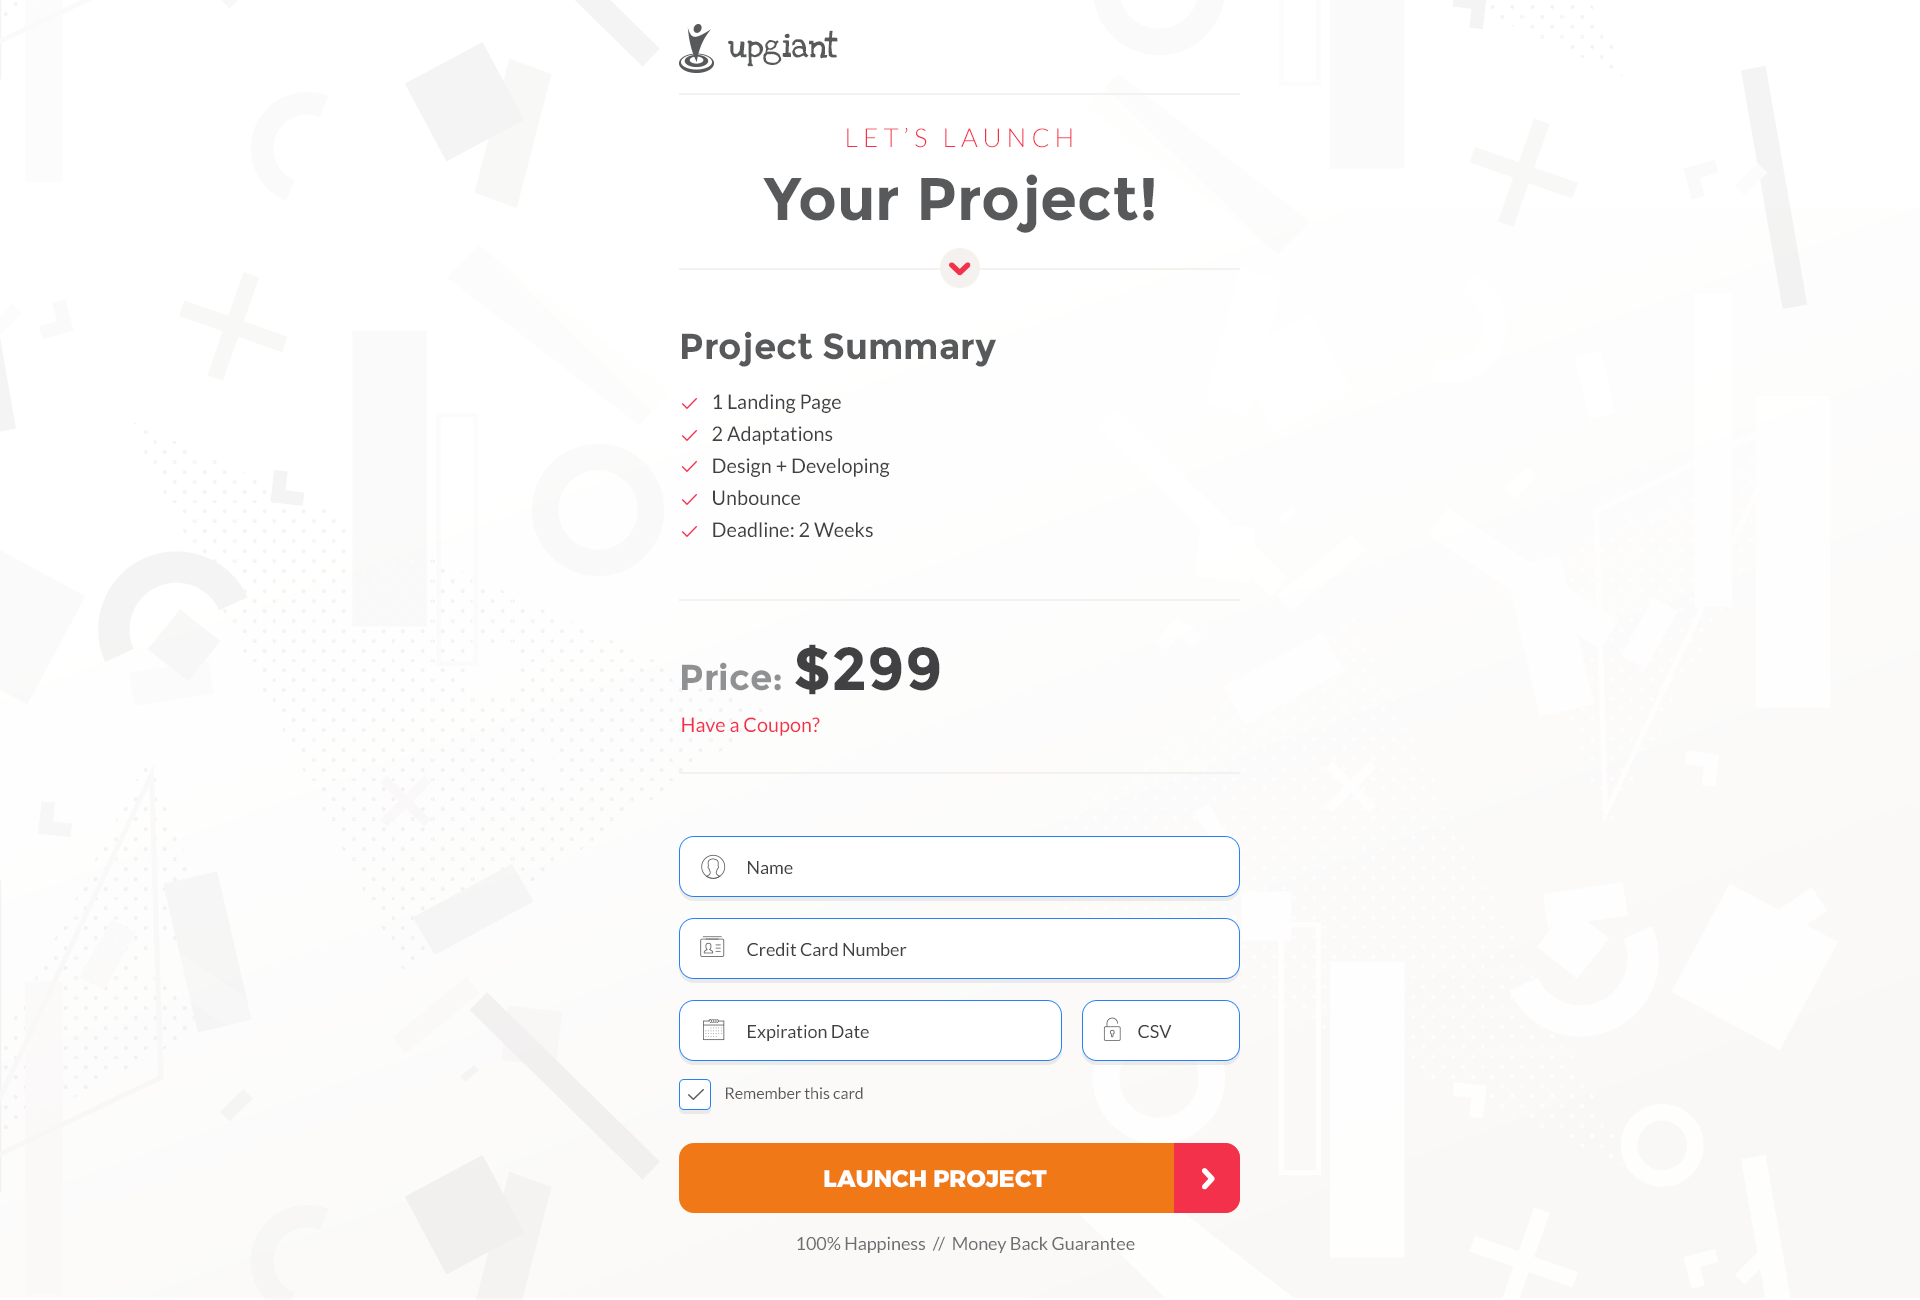 upgiant
LET'S LAUNCH
Your Project!
Project Summary
1 Landing Page
2 Adaptations
Design + Developing
Unbounce
Deadline: 2 Weeks
Price: $299
Have a Coupon?
Name
Credit Card Number
Expiration Date
CSV
Remember this card
LAUNCH PROJECT
100% Happiness // Money Back Guarantee